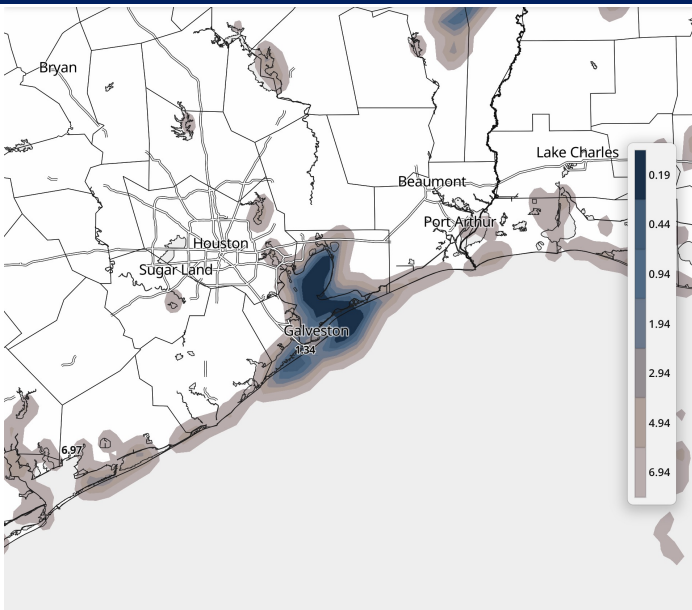 Bryan
Lake Charles
Beaumont
Port Arthur
Houston
Sugar Land
Galveston
1.34
6.97
0.19
0.44
0.94
1.94
2.94
4.94
6.94